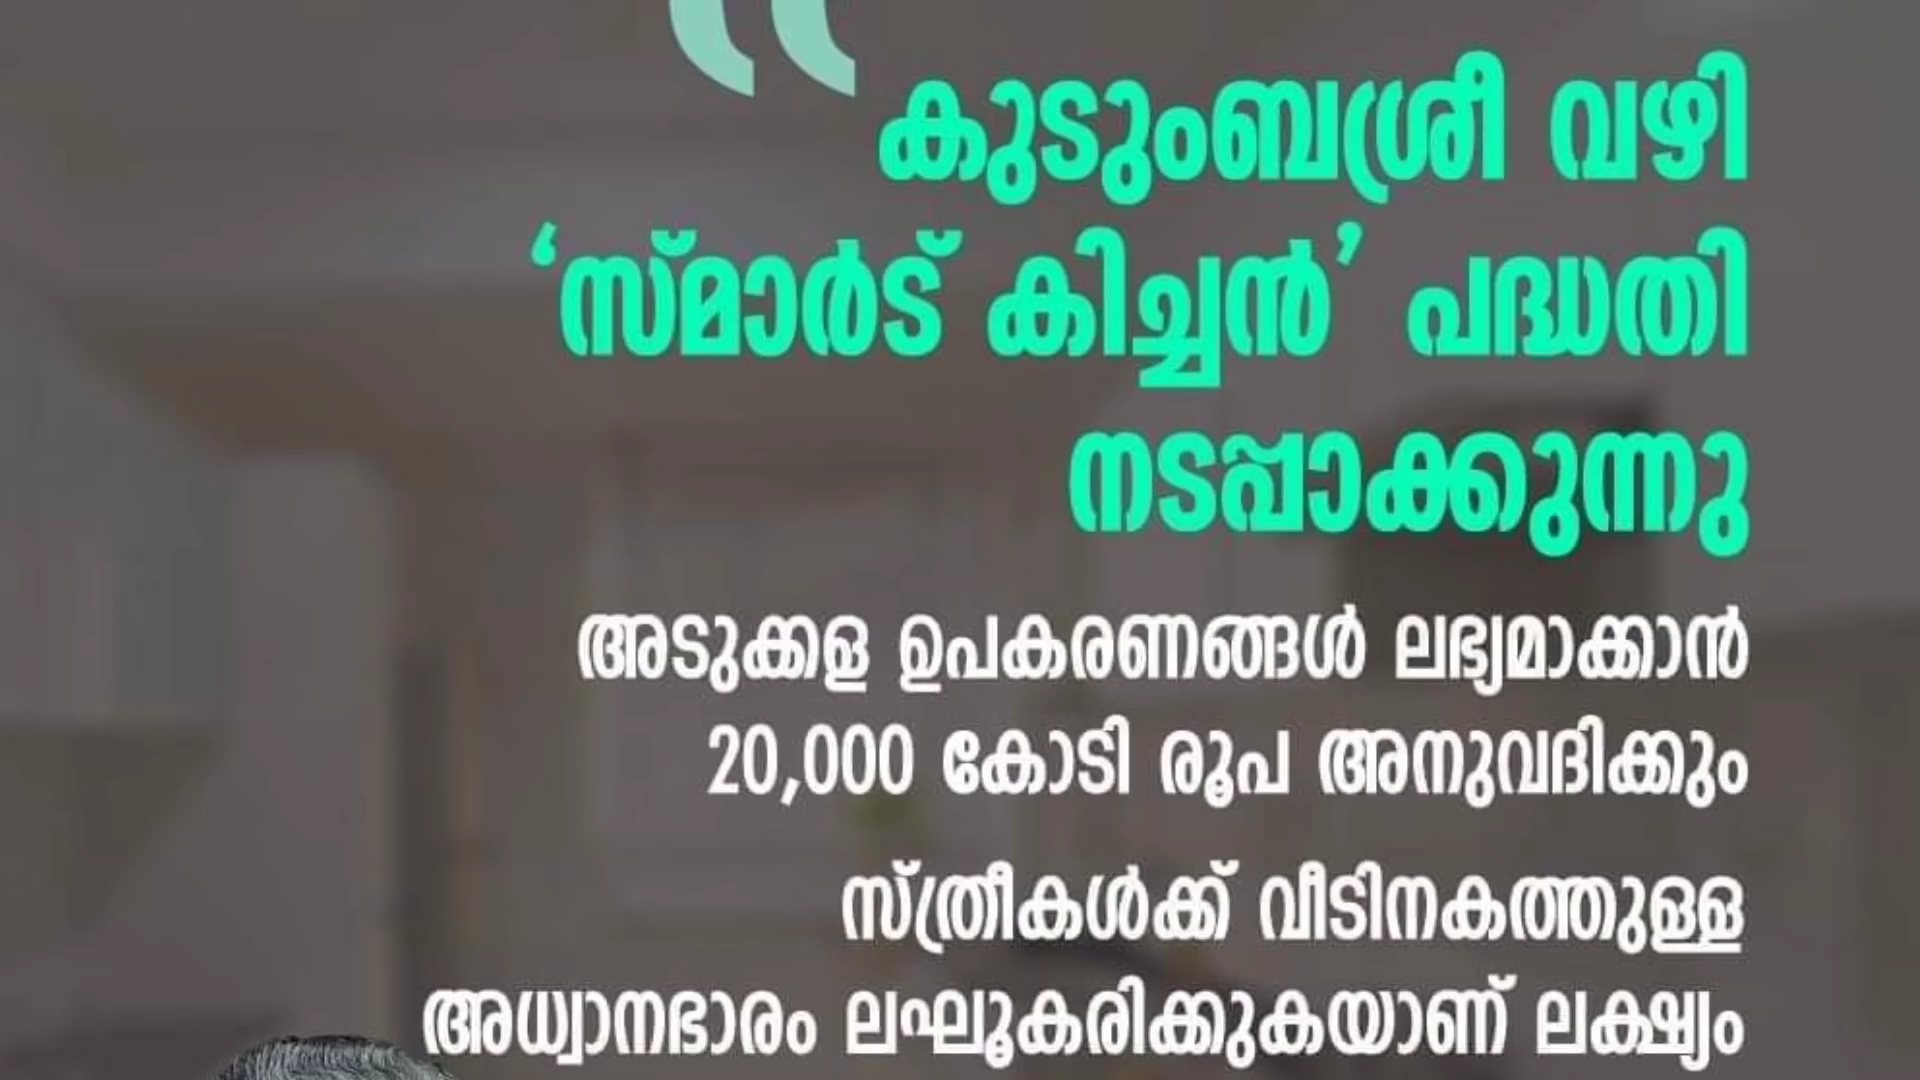 “
കുടുംബശ്രീ വഴി
‘സ്മാർട് കിച്ചൻ’ പദ്ധതി
നടപ്പാക്കുന്നു
അടുക്കള ഉപകരണങ്ങൾ ലഭ്യമാക്കാൻ
20,000 കോടി രൂപ അനുവദിക്കും
സ്ത്രീകൾക്ക് വീടിനകത്തുള്ള
അധ്വാനഭാരം ലഘൂകരിക്കുകയാണ് ലക്ഷ്യം